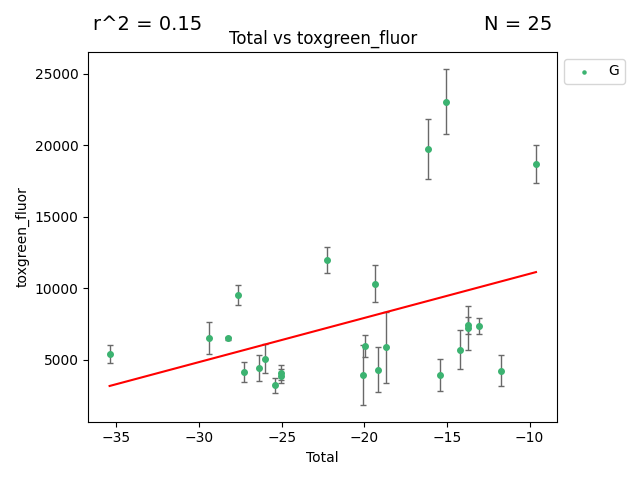 r^2 = 0.15
N = 25
Total vs toxgreen_fluor
G
25000
20000
15000
10000
5000
toxgreen_fluor
−35
−30
−25
−20
−15
−10
Total